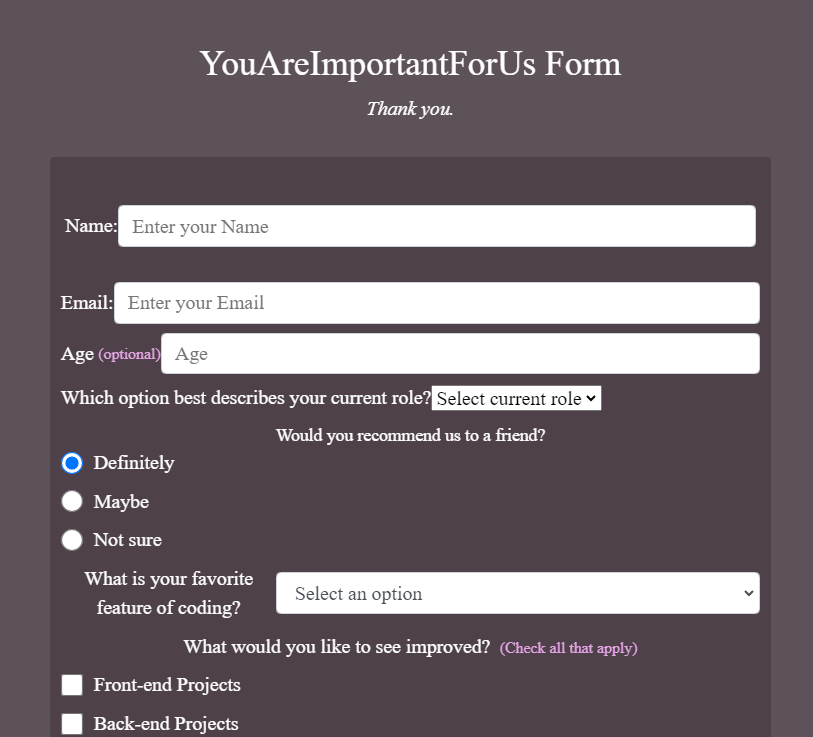 YouAreImportantForUs Form
Thank you.
Name: Enter your Name
Email: Enter your Email
Age (optional) Age
Which option best describes your current role? Select current role
Would you recommend us to a friend?
Definitely
Maybe
Not sure
What is your favorite
feature of coding?
Select an option
What would you like to see improved? (Check all that apply)
Front-end Projects
Back-end Projects